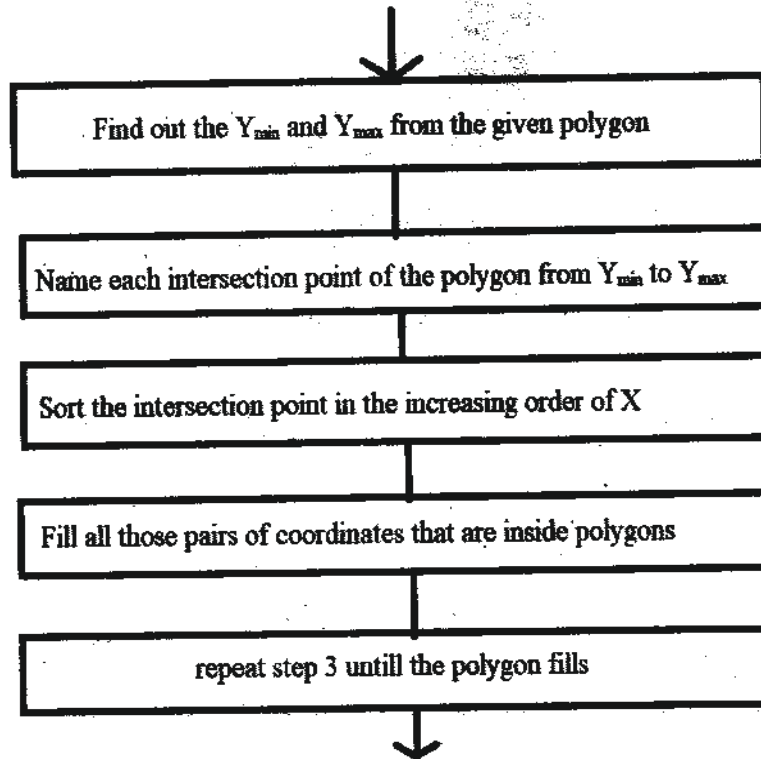 Find out the Ymin and Ymax from the given polygon
Name each intersection point of the polygon from Ymin to Ymax
Sort the intersection point in the increasing order of X
Fill all those pairs of coordinates that are inside polygons
repeat step 3 untill the polygon fills